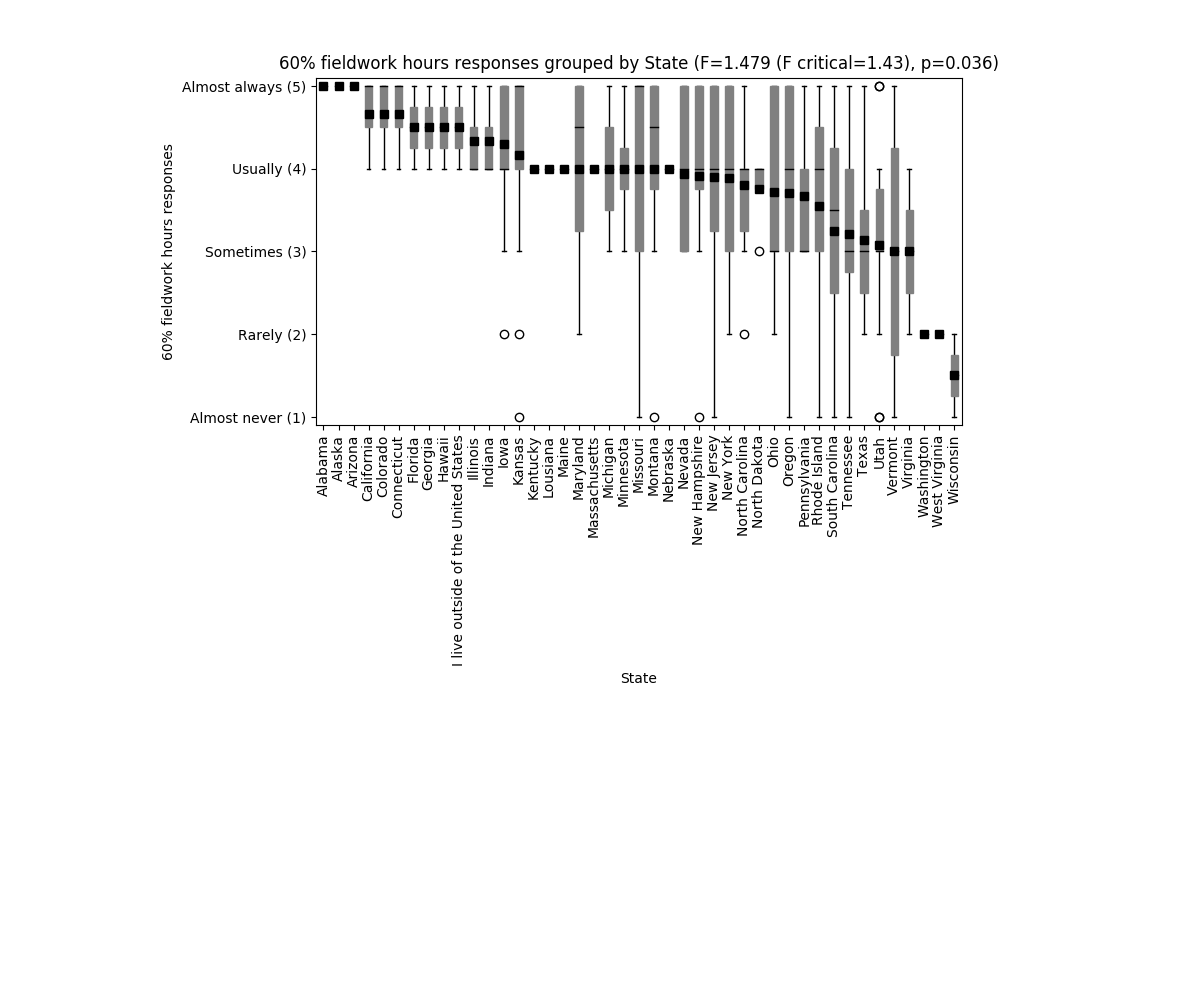 60% fieldwork hours responses grouped by State (F=1.479 (F critical=1.43), p=0.036)
60% fieldwork hours responses
Almost always (5)
Usually (4)
Sometimes (3)
Rarely (2)
Almost never (1)
Alabama
Alaska
Arizona
California
Colorado
Connecticut
Florida
Georgia
Hawaii
I live outside of the United States
Illinois
Indiana
Iowa
Kansas
Kentucky
Lousiana
Maine
Maryland
Massachusetts
Michigan
Minnesota
Missouri
Montana
Nebraska
Nevada
New Hampshire
New Jersey
New York
North Carolina
North Dakota
Ohio
Oregon
Pennsylvania
Rhode Island
South Carolina
Tennessee
Texas
Utah
Vermont
Virginia
Washington
West Virginia
Wisconsin
State